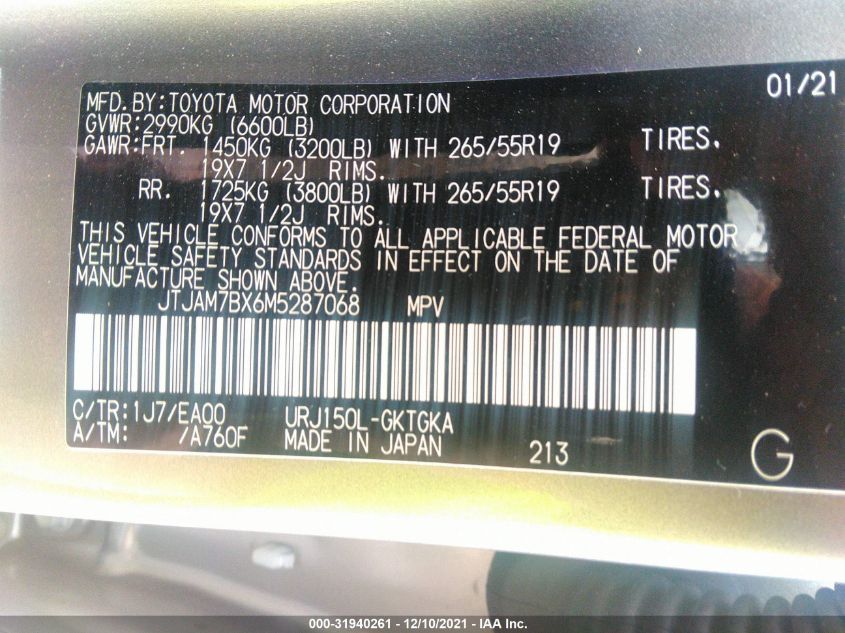 01/21
MFD.BY:TOYOTA MOTOR CORPORATION
GVWR:2990KG (6600LB)
GAWR:FRT. 1450KG (3200LB) WITH 265/55R19 TIRES.
19X7 1/2J RIMS.
RR. 1725KG (3800LB) WITH 265/55R19 TIRES.
19X7 1/2J RIMS.
THIS VEHICLE CONFORMS TO ALL APPLICABLE FEDERAL MOTOR
VEHICLE SAFETY STANDARDS IN EFFECT ON THE DATE OF
MANUFACTURE SHOWN ABOVE.
JTJAM7BX6M5287068 MPV
C/TR:1J7/EA00 URJ150L-GKTGKA
A/TM: /A760F MADE IN JAPAN 213 G
000-31940261 - 12/10/2021 - IAA Inc.